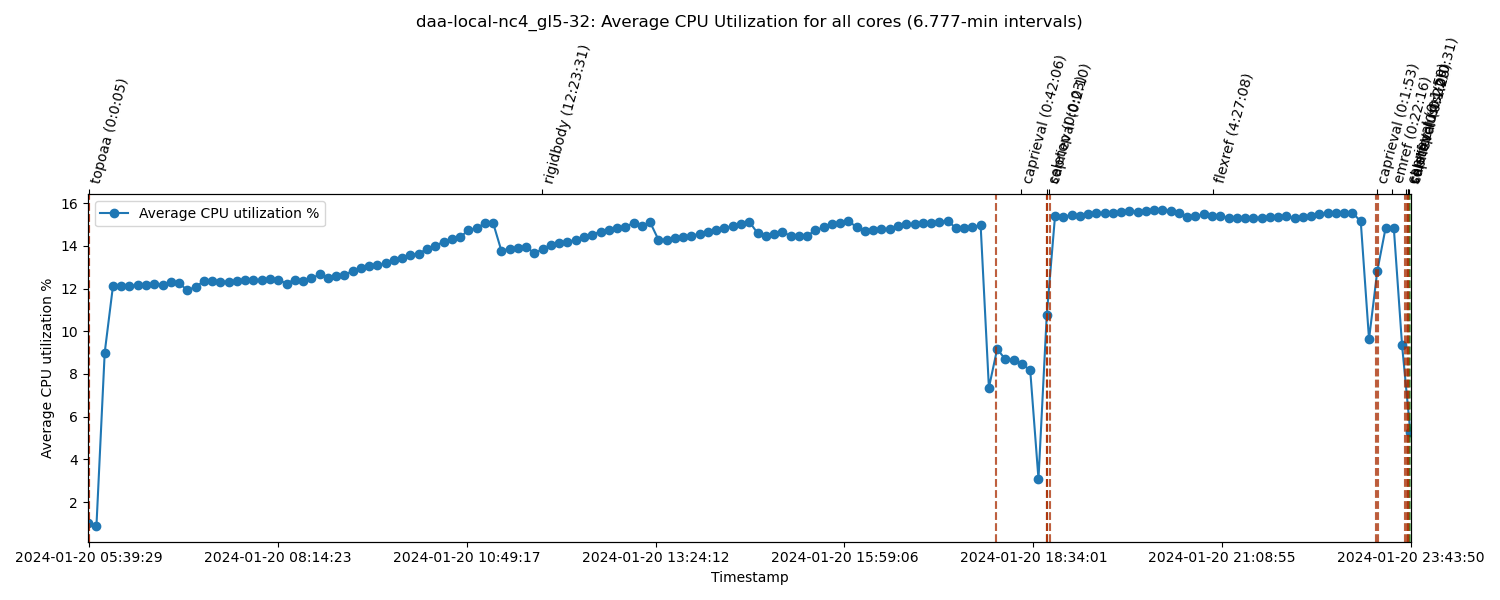 daa-local-nc4_gl5-32: Average CPU Utilization for all cores (6.777-min intervals)
topoaa (0:0:05)
rigidbody (12:23:31)
caprieval (0:42:06)
flexref (4:27:08)
caprieval (0:1:53)
emref (0:22:16)
Average CPU utilization %
16
14
12
10
8
6
4
2
Average CPU utilization %
2024-01-20 05:39:29
2024-01-20 08:14:23
2024-01-20 10:49:17
2024-01-20 13:24:12
2024-01-20 15:59:06
2024-01-20 18:34:01
2024-01-20 21:08:55
2024-01-20 23:43:50
Timestamp